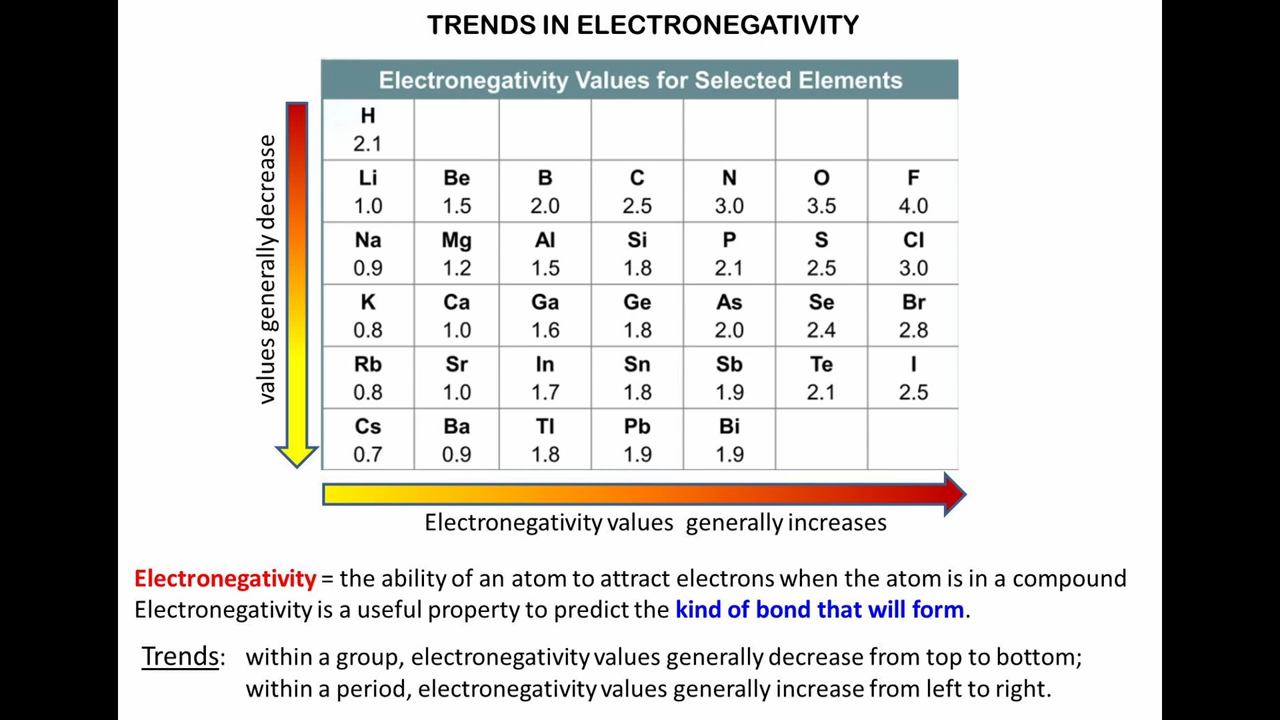 TRENDS IN ELECTRONEGATIVITY
Electronegativity Values for Selected Elements
values generally decrease
H
2.1
Li Be B C N O F
1.0 1.5 2.0 2.5 3.0 3.5 4.0
Na Mg Al Si P S Cl
0.9 1.2 1.5 1.8 2.1 2.5 3.0
K Ca Ga Ge As Se Br
0.8 1.0 1.6 1.8 2.0 2.4 2.8
Rb Sr In Sn Sb Te I
0.8 1.0 1.7 1.8 1.9 2.1 2.5
Cs Ba Tl Pb Bi
0.7 0.9 1.8 1.9 1.9
Electronegativity values generally increases
Electronegativity = the ability of an atom to attract electrons when the atom is in a compound
Electronegativity is a useful property to predict the kind of bond that will form.
Trends: within a group, electronegativity values generally decrease from top to bottom;
within a period, electronegativity values generally increase from left to right.